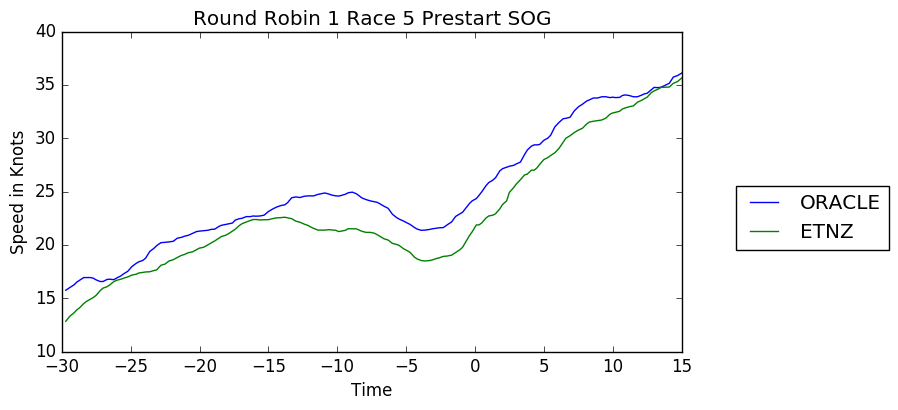 Round Robin 1 Race 5 Prestart SOG
40
35
30
25
20
15
10
Speed in Knots
−30 −25 −20 −15 −10 −5 0 5 10 15
Time
ORACLE
ETNZ